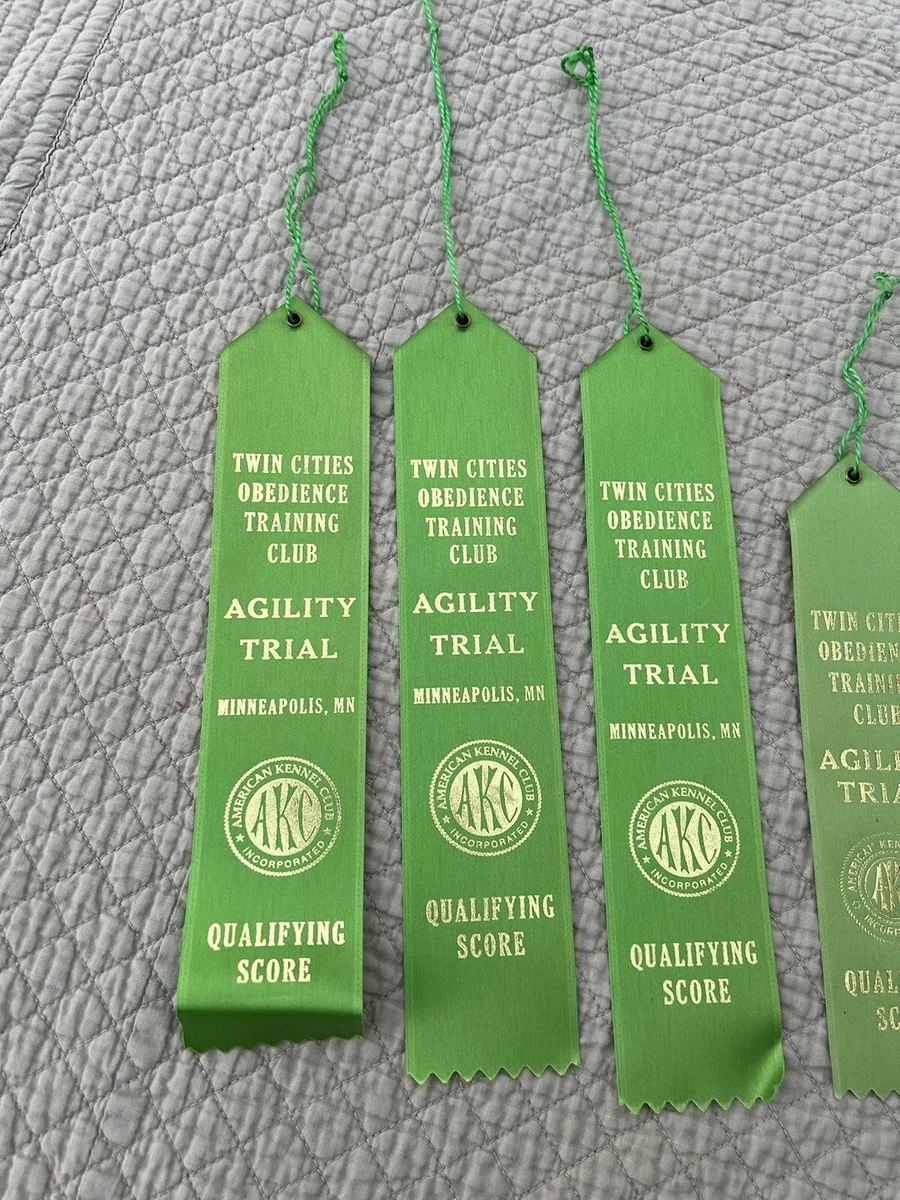 TWIN CITIES
OBEDIENCE
TRAINING
CLUB
AGILITY
TRIAL
MINNEAPOLIS, MN
AMERICAN KENNEL CLUB
AKC
INCORPORATED
QUALIFYING
SCORE
TWIN CITIES
OBEDIENCE
TRAINING
CLUB
AGILITY
TRIAL
MINNEAPOLIS, MN
AMERICAN KENNEL CLUB
AKC
INCORPORATED
QUALIFYING
SCORE
TWIN CITIES
OBEDIENCE
TRAINING
CLUB
AGILITY
TRIAL
MINNEAPOLIS, MN
AMERICAN KENNEL CLUB
AKC
INCORPORATED
QUALIFYING
SCORE
TWIN
CLUB